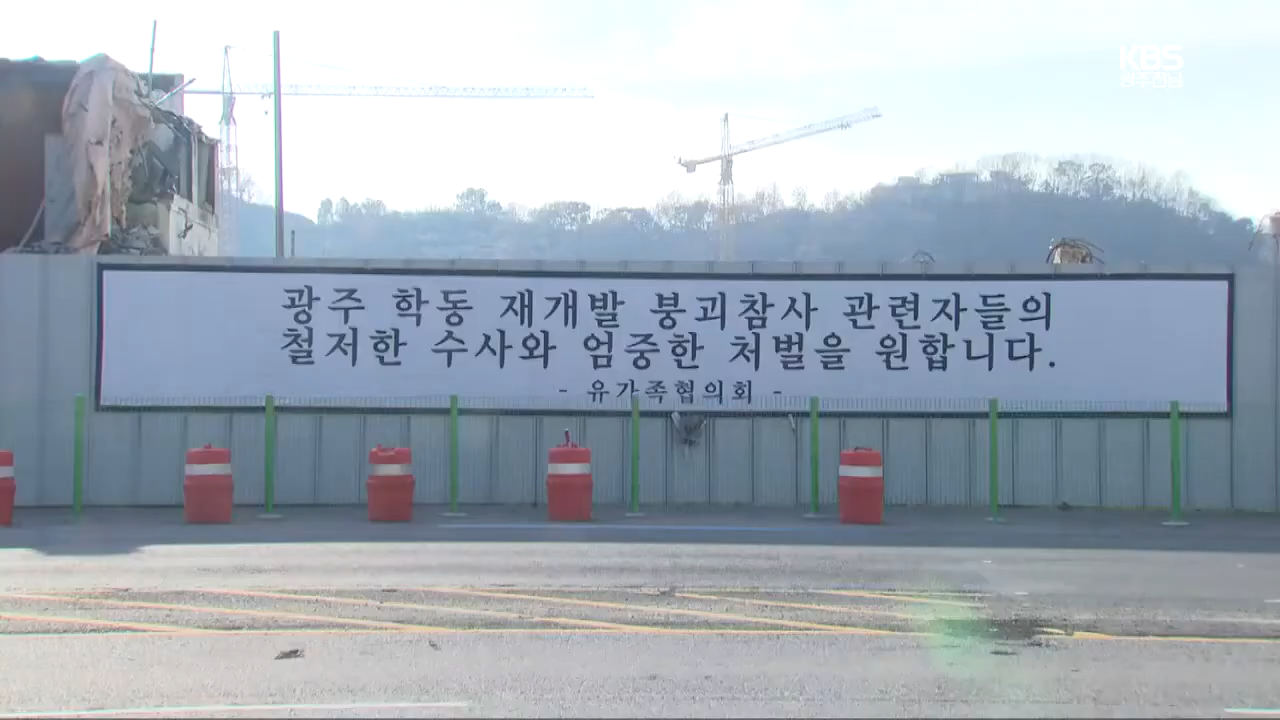 KBS
광주 학동 재개발 붕괴참사 관련자들의
철저한 수사와 엄중한 처벌을 원합니다.
- 유가족협의회 -